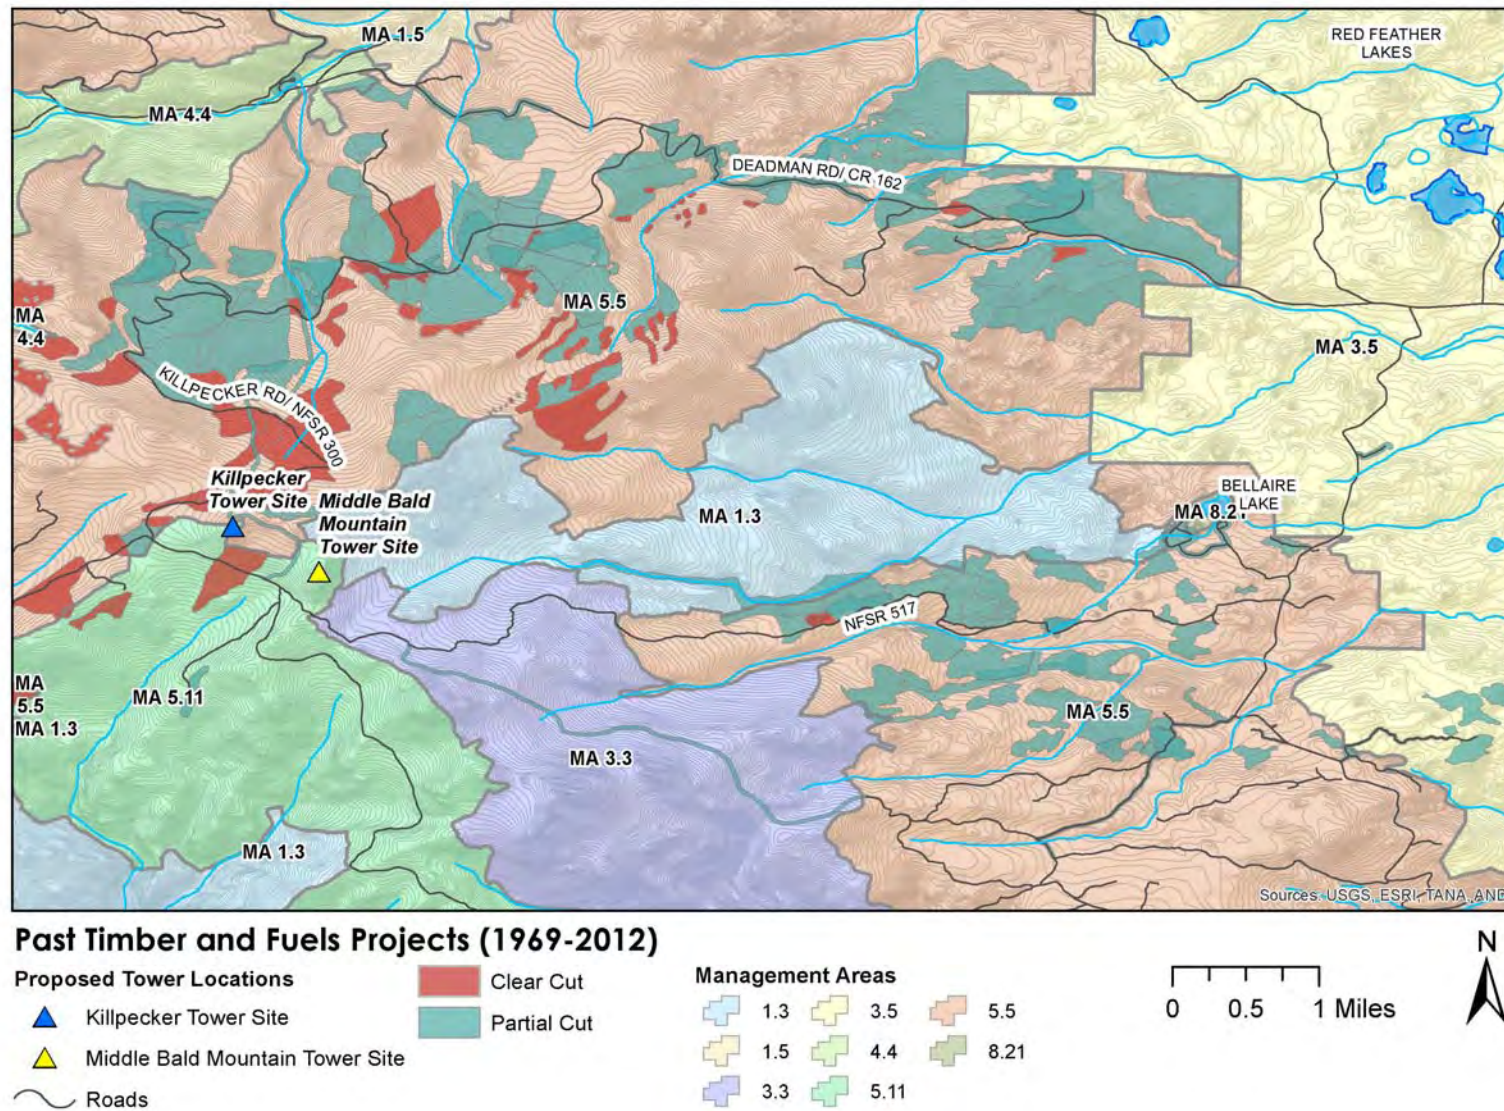 MA 1.5
RED FEATHER
LAKES
MA 4.4
DEADMAN RD/ CR 162
MA 5.5
MA
4.4
MA 3.5
KILLPECKER RD/ NFSR 300
Killpecker
Tower Site
Middle Bald
Mountain
Tower Site
BELLAIRE
LAKE
MA 8.21
MA 1.3
NFSR 517
MA
5.5
MA 1.3
MA 5.11
MA 5.5
MA 3.3
MA 1.3
Sources: USGS, ESRI, TANA, AND
Past Timber and Fuels Projects (1969-2012)
Proposed Tower Locations
Killpecker Tower Site
Middle Bald Mountain Tower Site
Roads
Clear Cut
Partial Cut
Management Areas
1.3
3.5
5.5
1.5
4.4
8.21
3.3
5.11
0 0.5 1 Miles
N